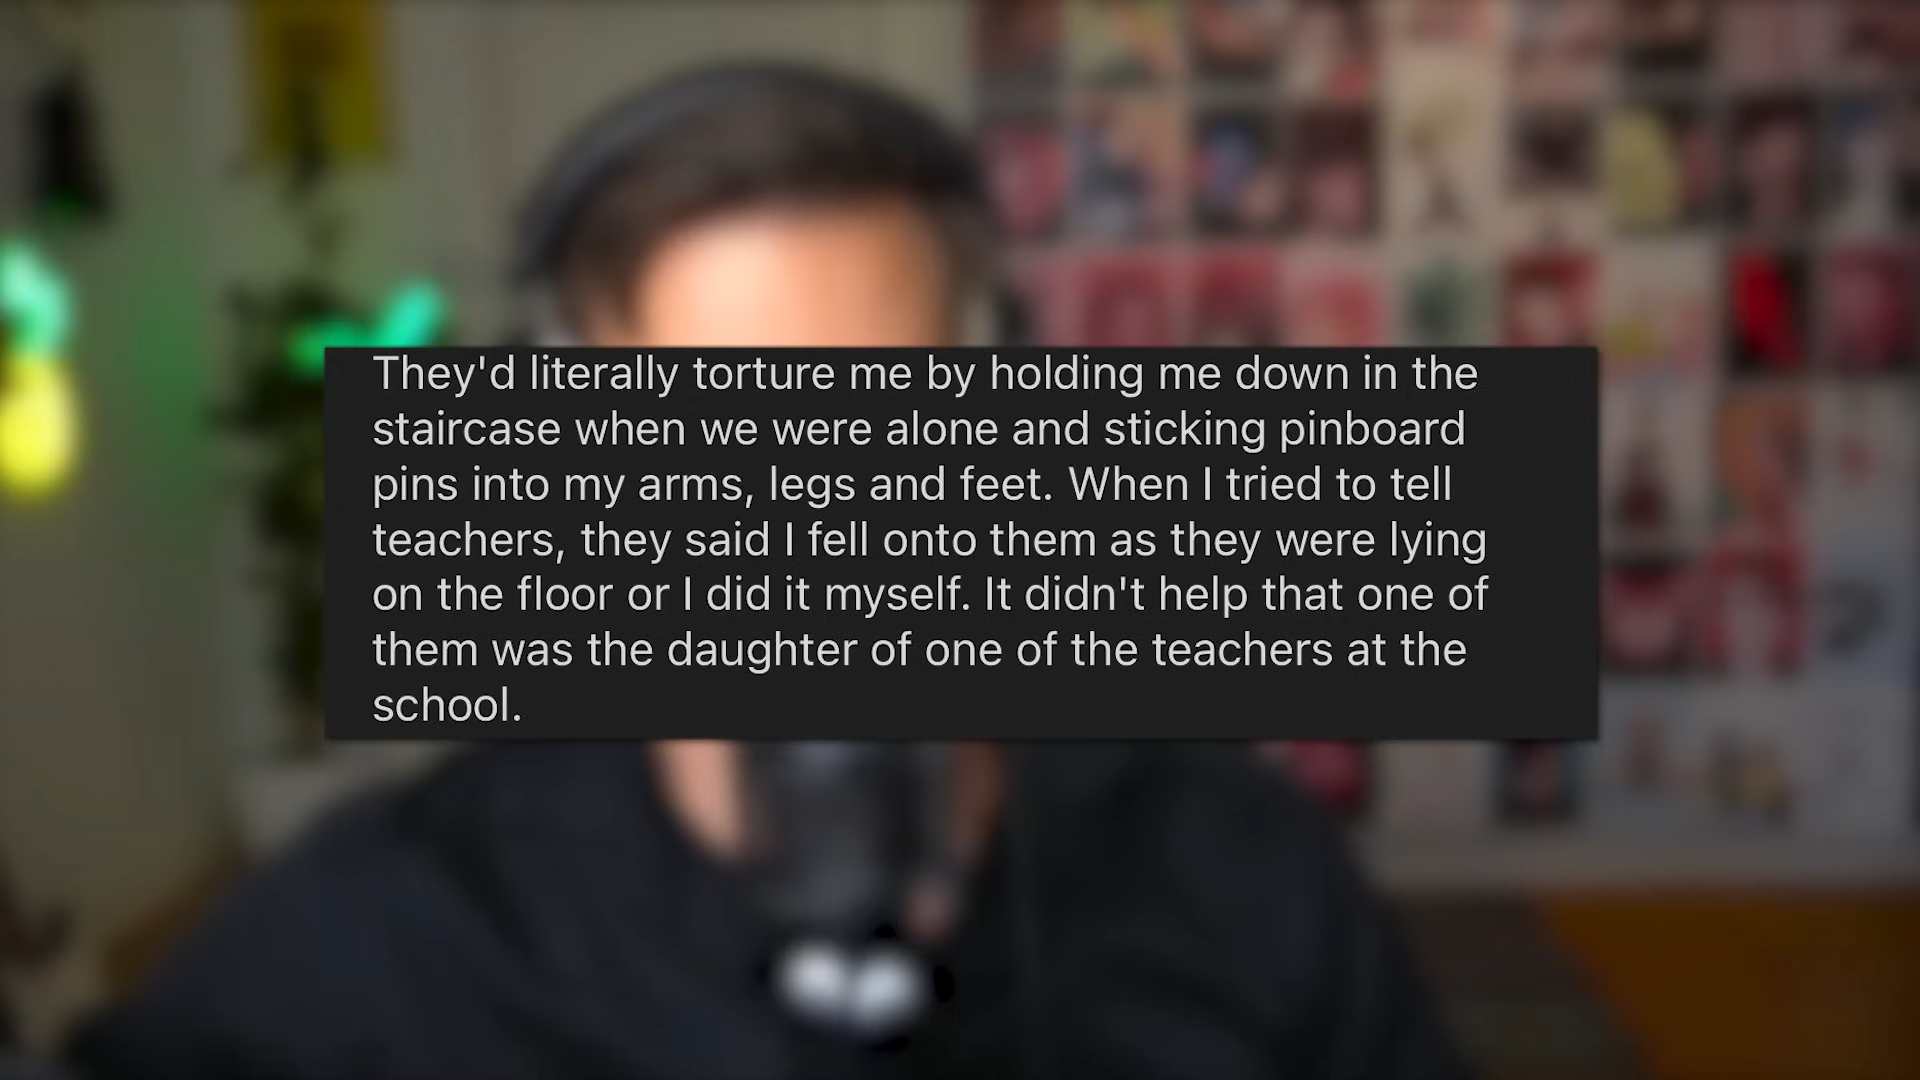 They'd literally torture me by holding me down in the
staircase when we were alone and sticking pinboard
pins into my arms, legs and feet. When I tried to tell
teachers, they said I fell onto them as they were lying
on the floor or I did it myself. It didn't help that one of
them was the daughter of one of the teachers at the
school.